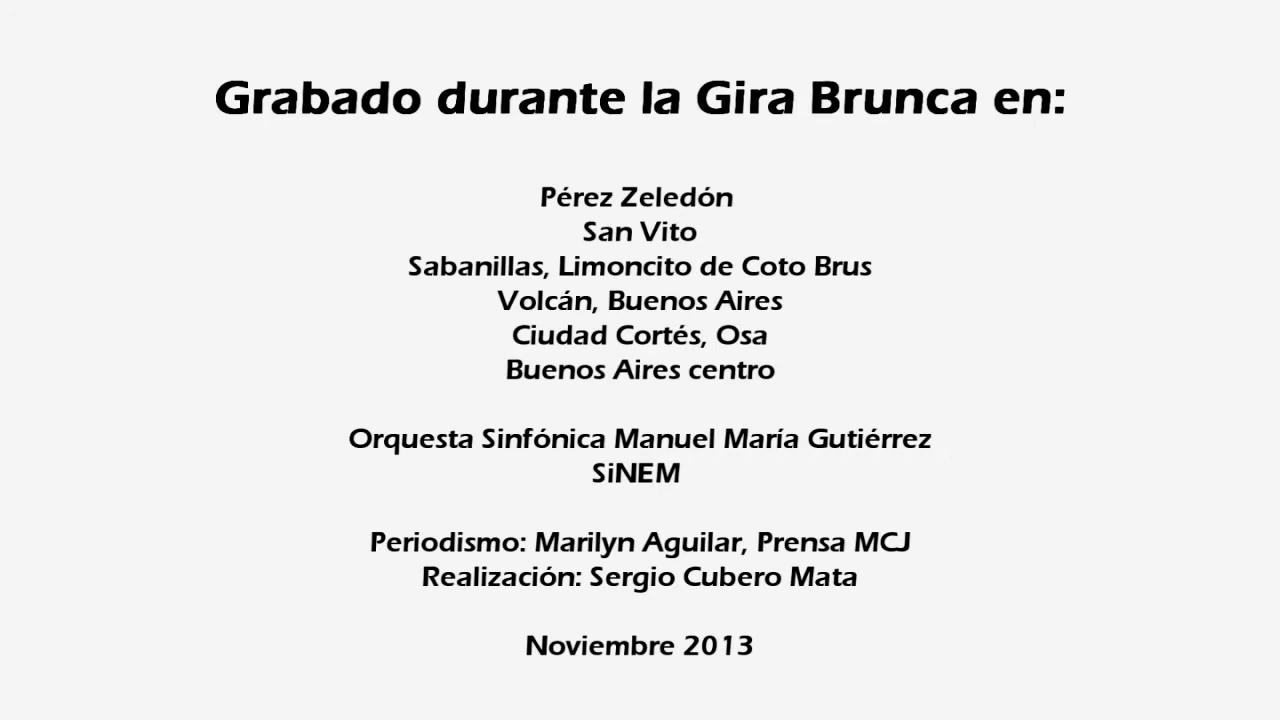 Grabado durante la Gira Brunca en:
Pérez Zeledón
San Vito
Sabanillas, Limoncito de Coto Brus
Volcán, Buenos Aires
Ciudad Cortés, Osa
Buenos Aires centro
Orquesta Sinfónica Manuel María Gutiérrez
SiNEM
Periodismo: Marilyn Aguilar, Prensa MCJ
Realización: Sergio Cubero Mata
Noviembre 2013